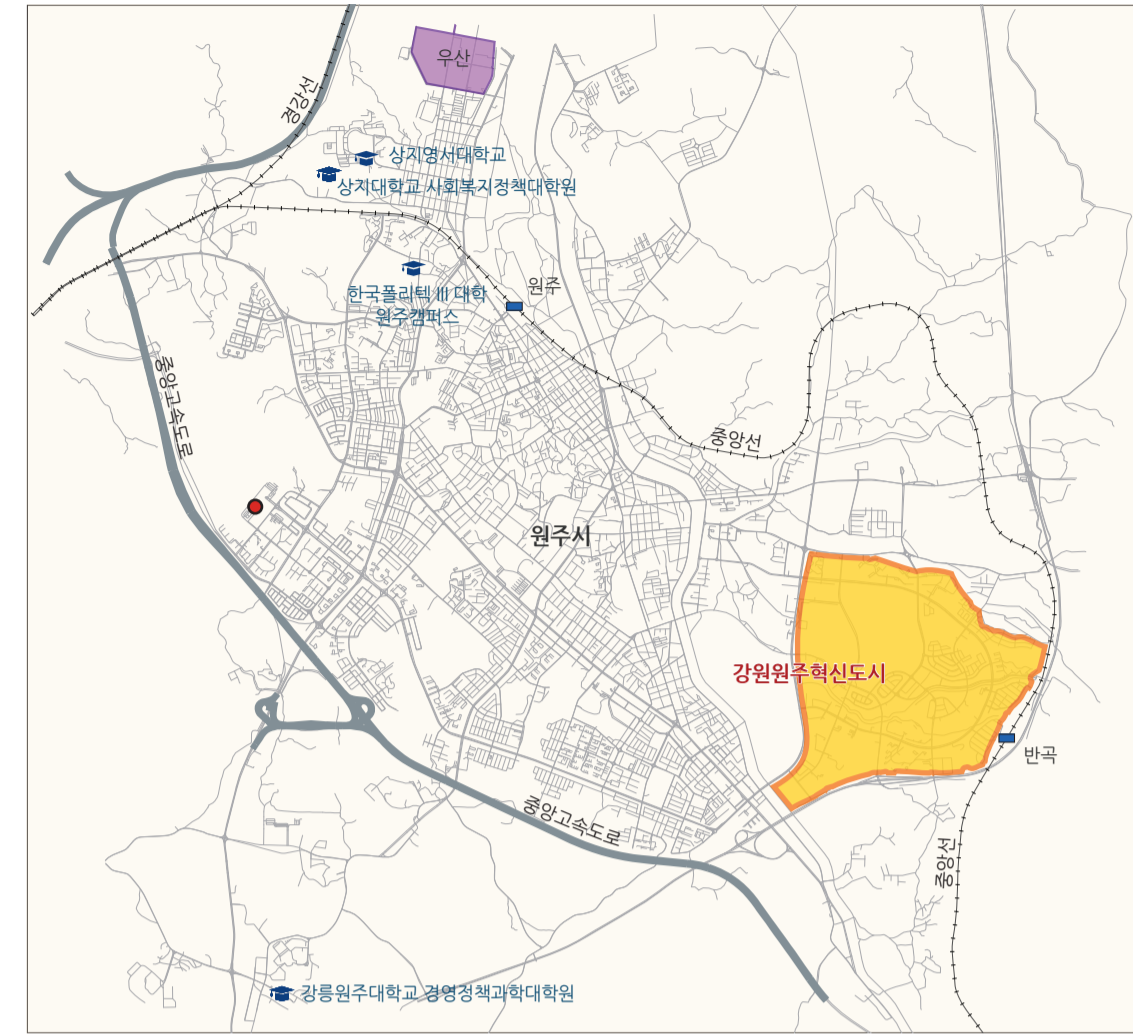 우산
경강선
상지영서대학교
상지대학교 사회복지정책대학원
한국폴리텍 III 대학
원주캠퍼스
원주
중앙고속도로
중앙선
원주시
강원원주혁신도시
반곡
중앙고속도로
중앙선
강릉원주대학교 경영정책과학대학원